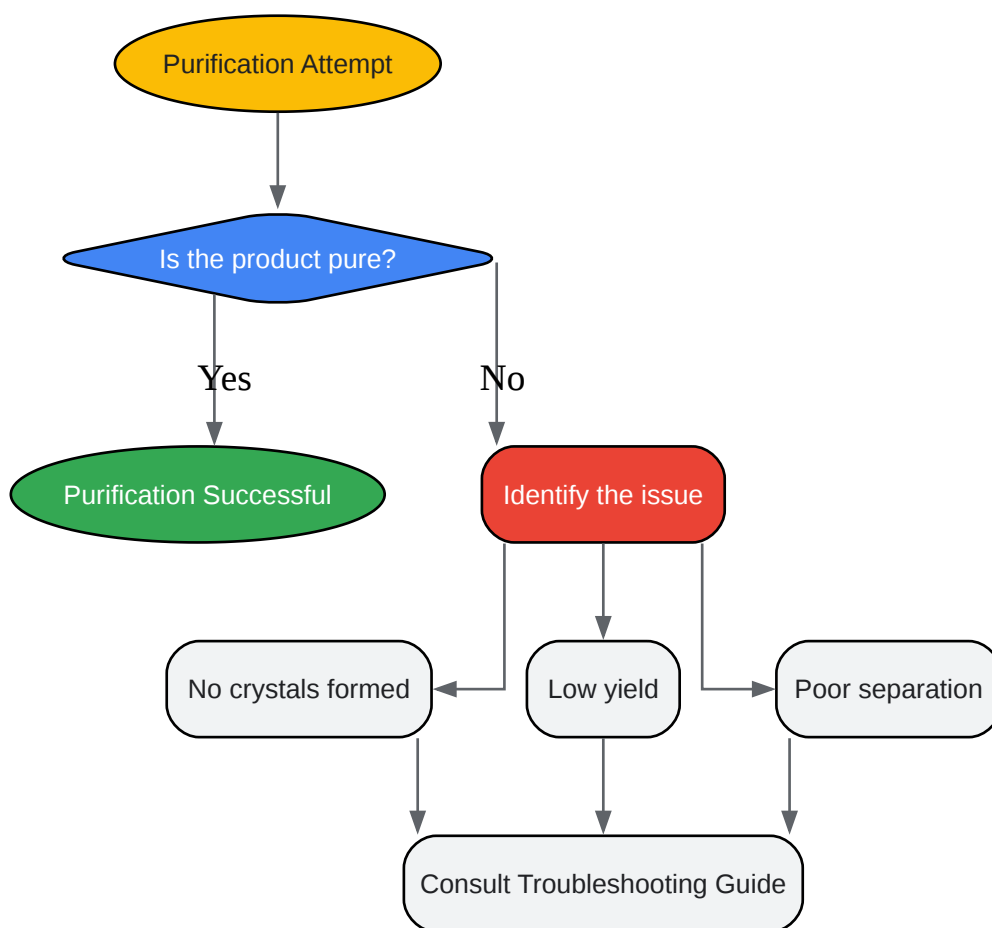 Purification Attempt
Is the product pure?
Yes
No
Purification Successful
Identify the issue
No crystals formed
Low yield
Poor separation
Consult Troubleshooting Guide